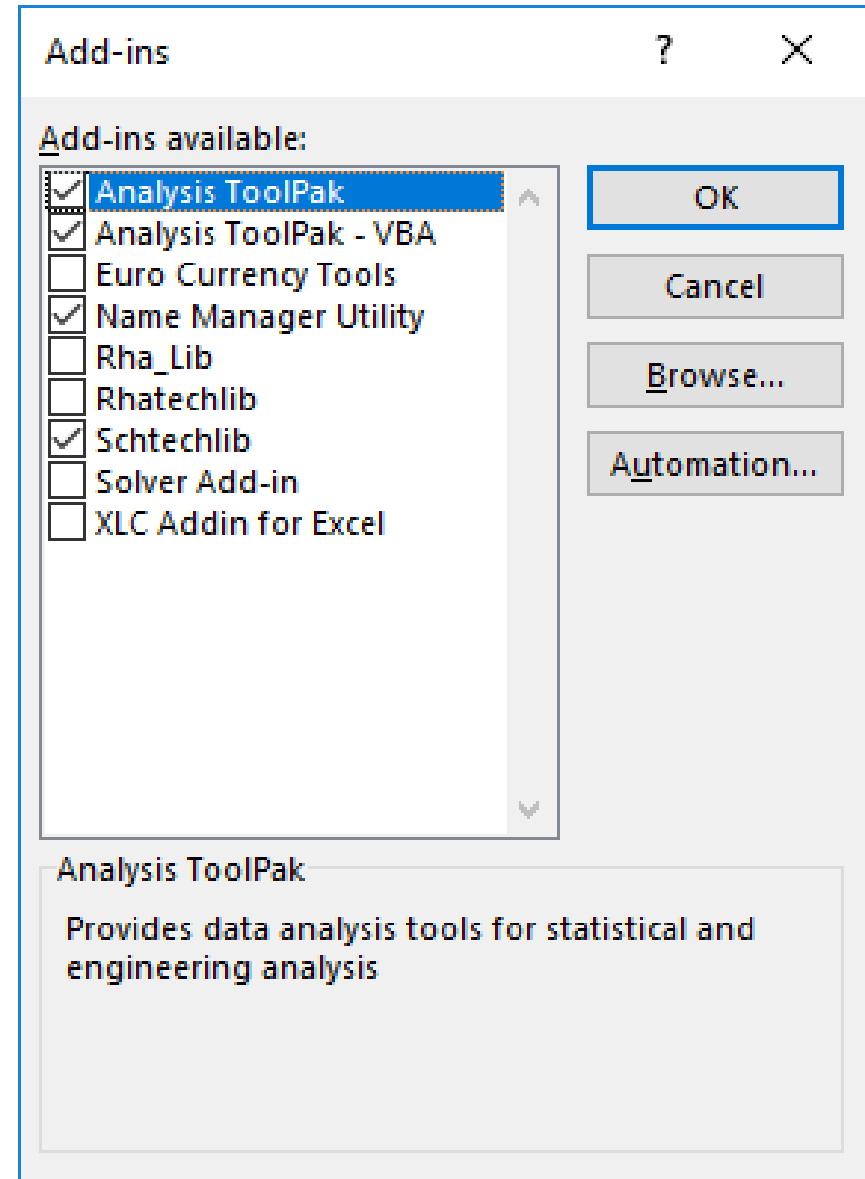 Add-ins ?
Add-ins available:
Analysis ToolPak
Analysis ToolPak - VBA
Euro Currency Tools
Name Manager Utility
Rha_Lib
Rhatechlib
Schtechlib
Solver Add-in
XLC Addin for Excel
OK
Cancel
Browse...
Automation...
Analysis ToolPak
Provides data analysis tools for statistical and
engineering analysis